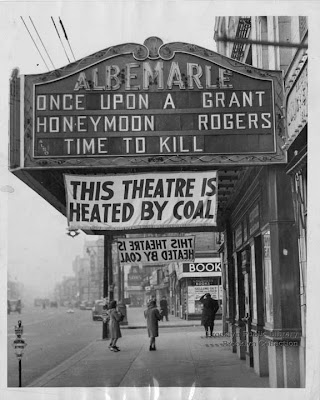 ALBEMARLE
ONCE UPON A GRANT
HONEYMOON ROGERS
TIME TO KILL
THIS THEATRE IS
HEATED BY COAL
THIS THEATRE IS
HEATED BY COAL
BOOK